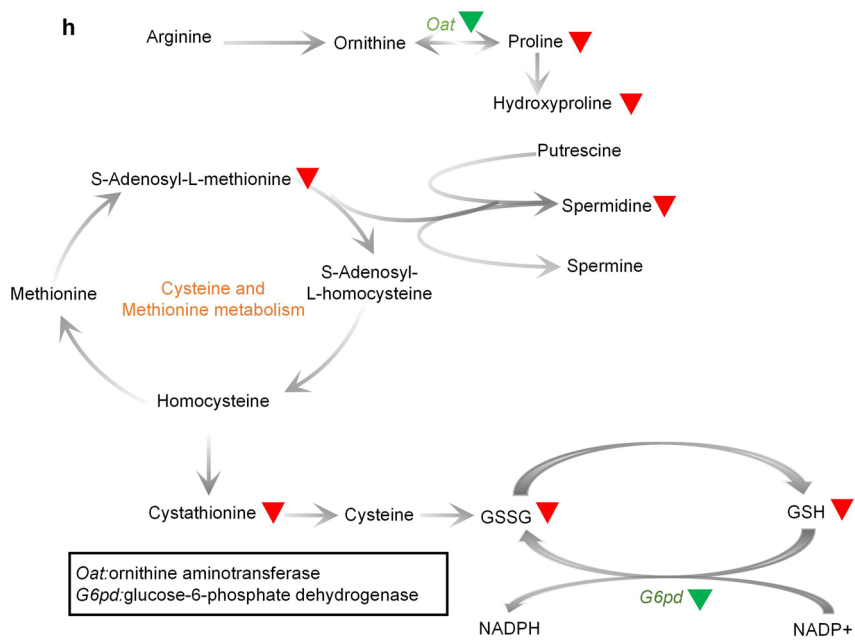 h
Arginine
Ornithine
Oat
Proline
Hydroxyproline
Putrescine
S-Adenosyl-L-methionine
Spermidine
Spermine
Methionine
Cysteine and
Methionine metabolism
S-Adenosyl-
L-homocysteine
Homocysteine
Cystathionine
Cysteine
GSSG
GSH
Oat:ornithine aminotransferase
G6pd:glucose-6-phosphate dehydrogenase
G6pd
NADPH
NADP+